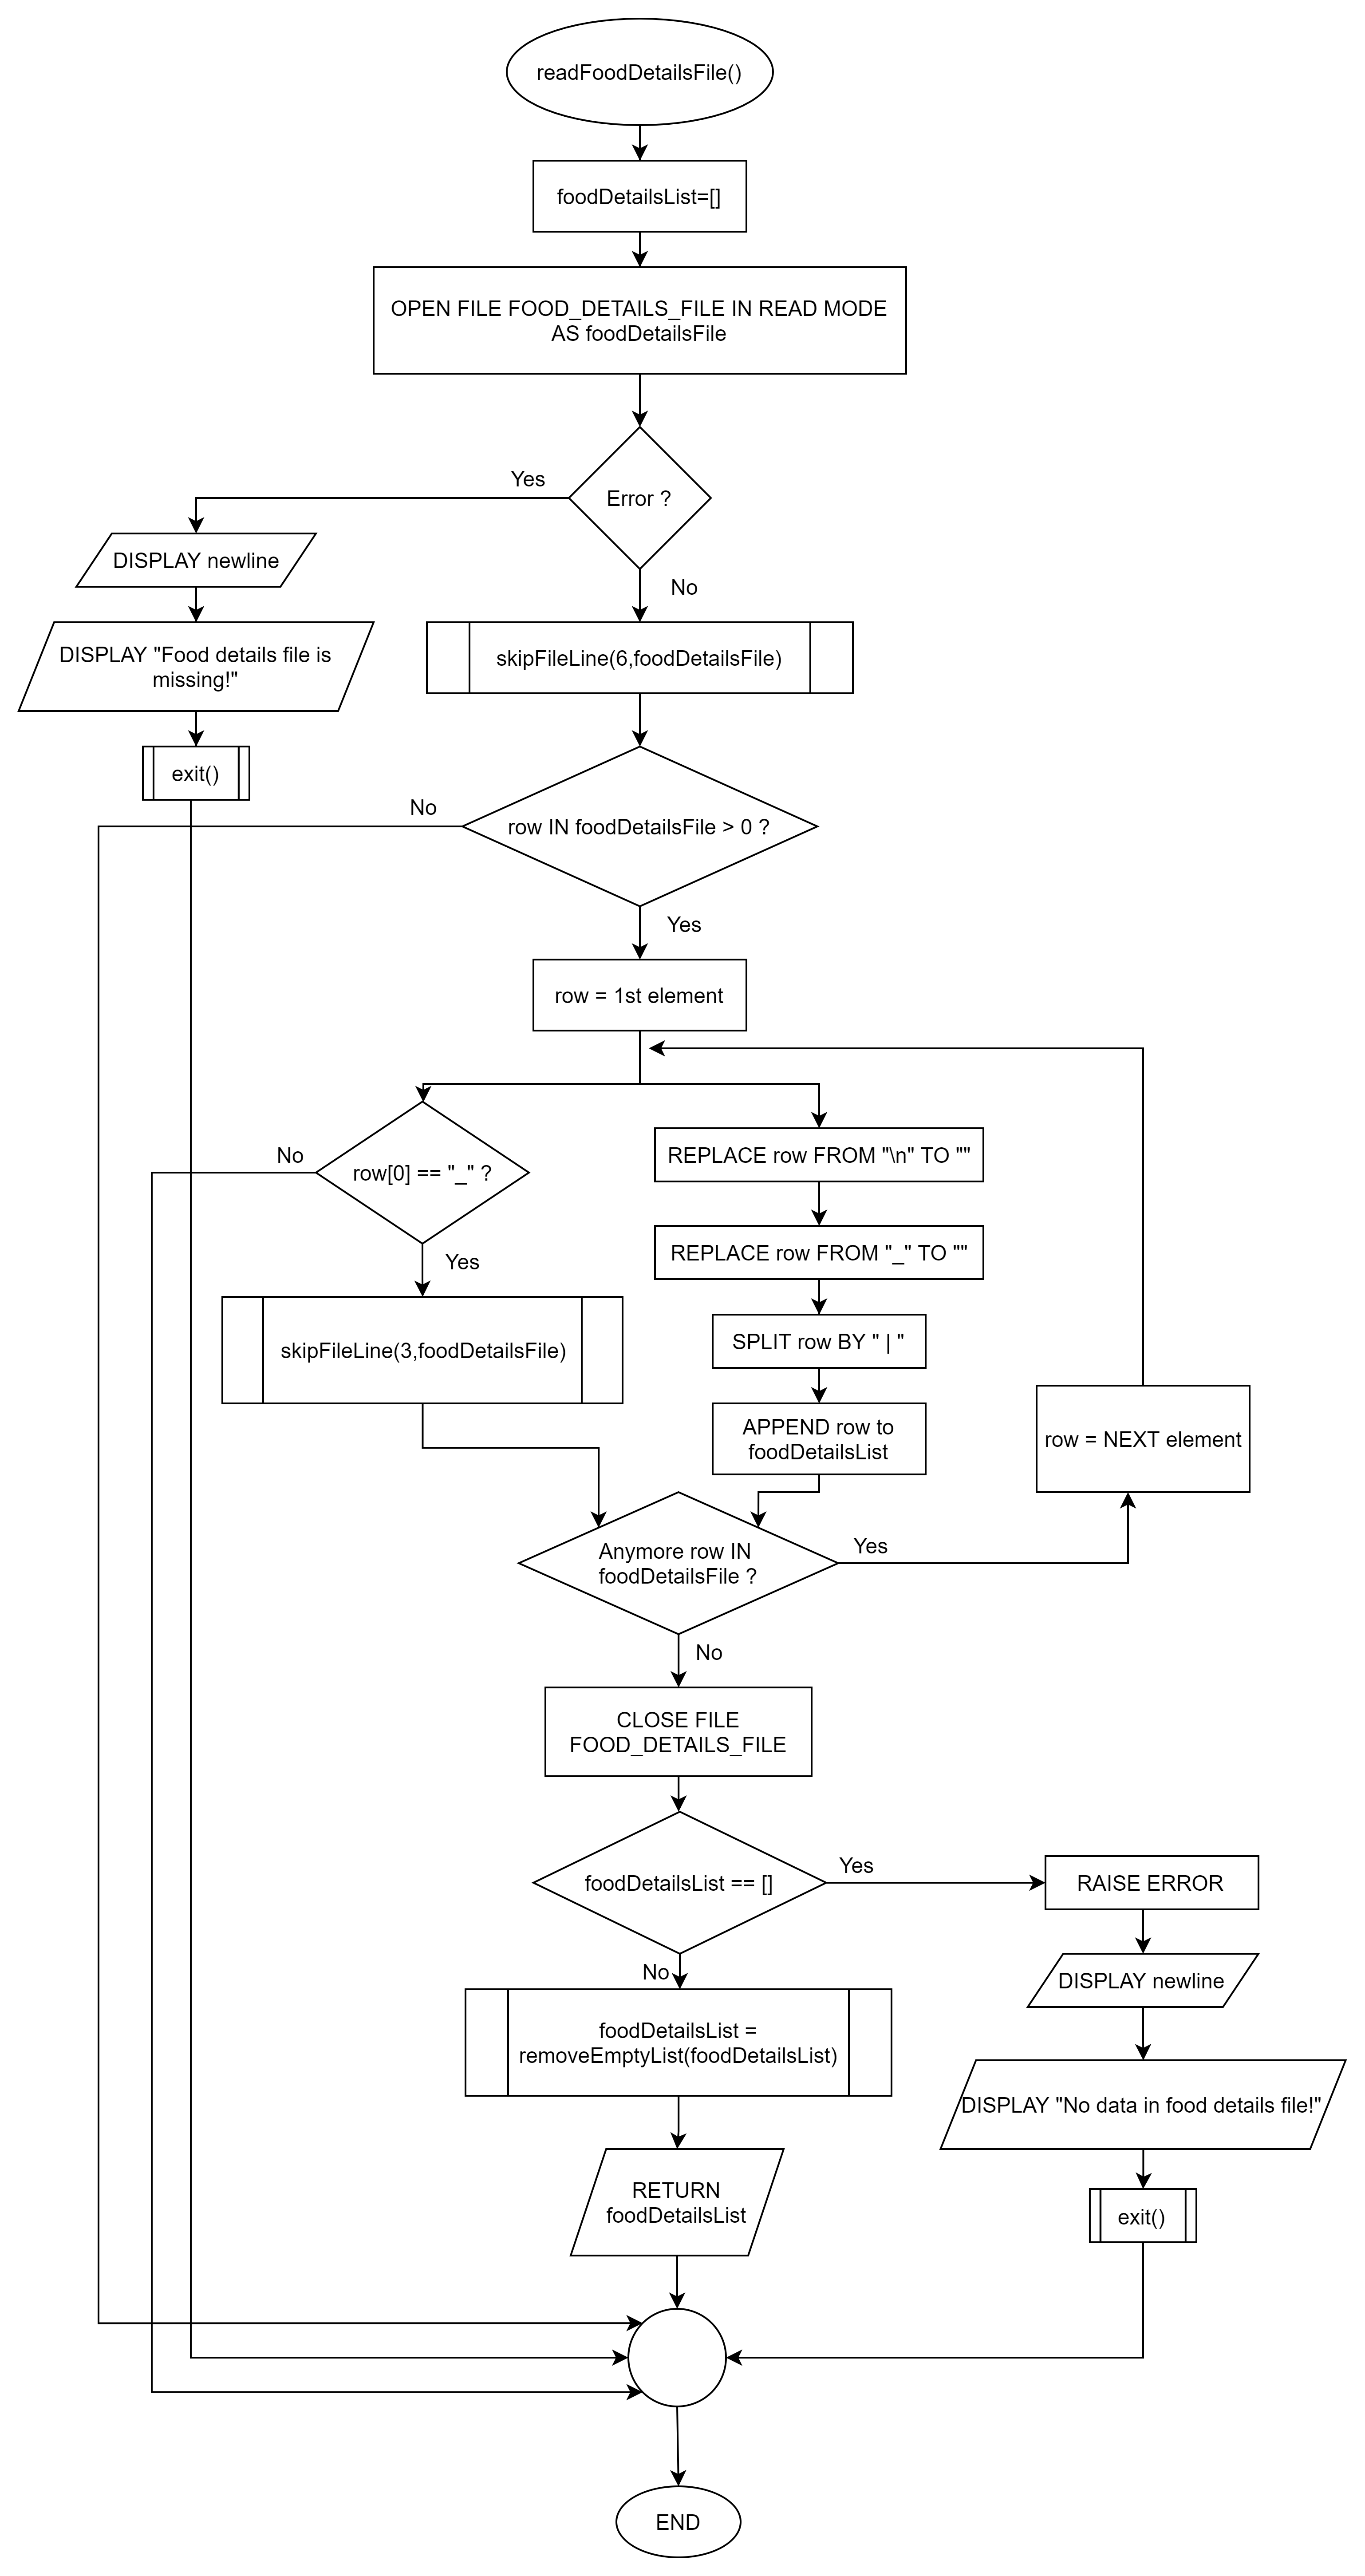 readFoodDetailsFile()
foodDetailsList=[]
OPEN FILE FOOD_DETAILS_FILE IN READ MODE
AS foodDetailsFile
Yes
Error ?
DISPLAY newline
No
DISPLAY "Food details file is
missing!"
skipFileLine(6,foodDetailsFile)
exit()
No
row IN foodDetailsFile > 0 ?
Yes
row = 1st element
No
row[0] == "_" ?
REPLACE row FROM "\n" TO ""
Yes
REPLACE row FROM "_" TO ""
skipFileLine(3,foodDetailsFile)
SPLIT row BY " | "
APPEND row to
foodDetailsList
row = NEXT element
Anymore row IN
foodDetailsFile ?
Yes
No
CLOSE FILE
FOOD_DETAILS_FILE
foodDetailsList == []
Yes
RAISE ERROR
No
DISPLAY newline
foodDetailsList =
removeEmptyList(foodDetailsList)
DISPLAY "No data in food details file!"
RETURN
foodDetailsList
exit()
END